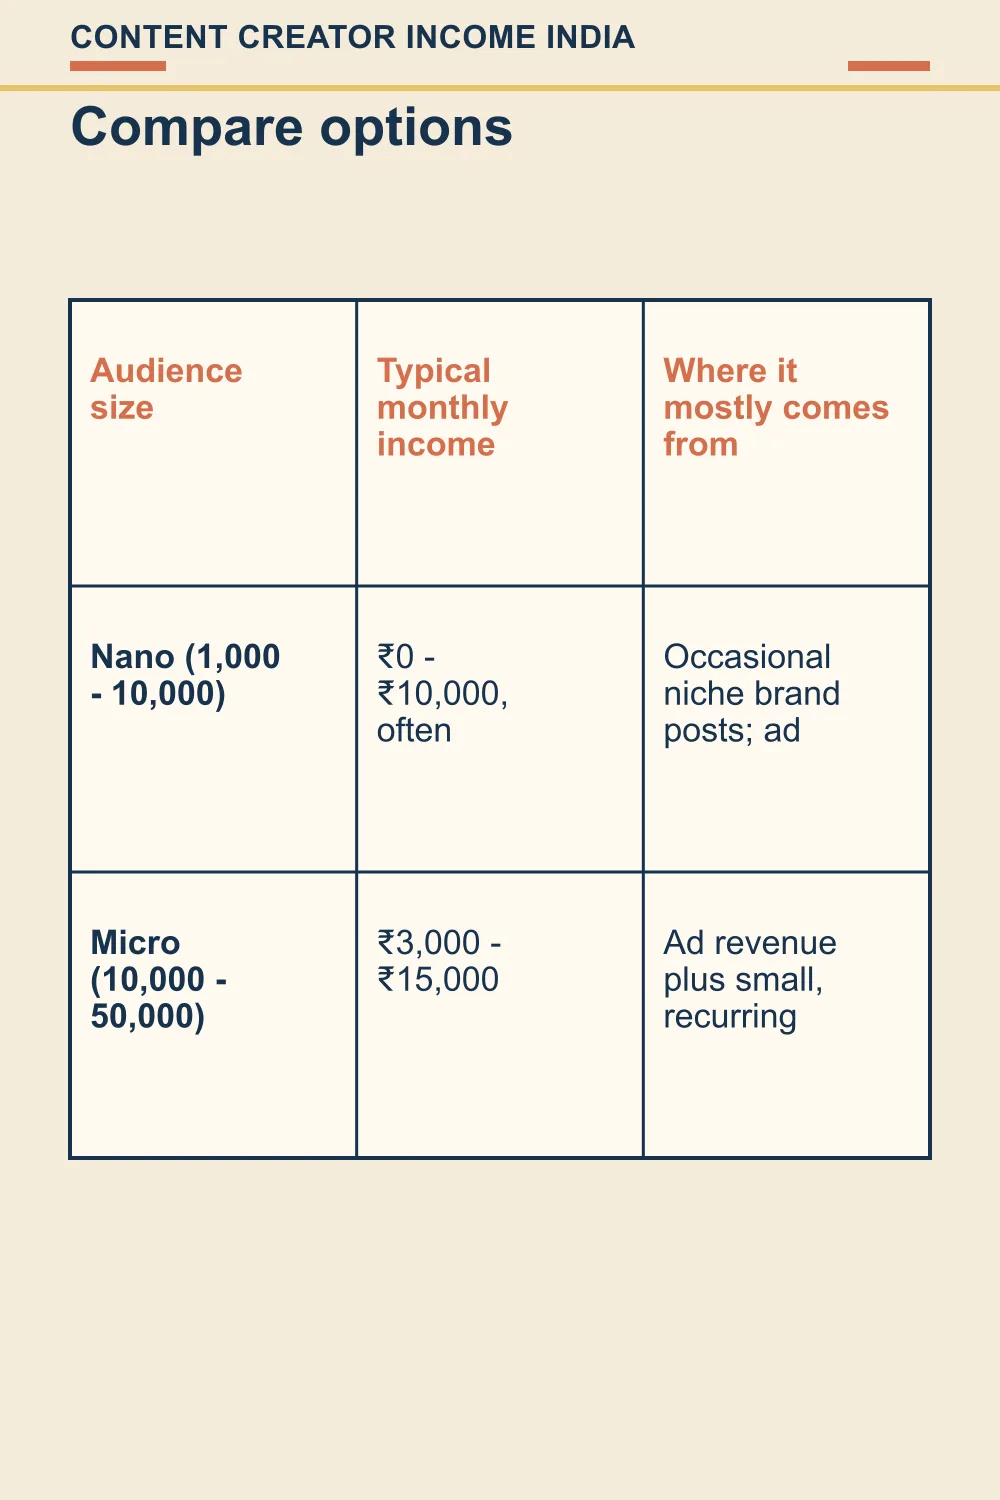 CONTENT CREATOR INCOME INDIA
Compare options
Audience
size
Typical
monthly
income
Where it
mostly comes
from
Nano (1,000
- 10,000)
₹0 -
₹10,000,
often
Occasional
niche brand
posts; ad
Micro
(10,000 -
50,000)
₹3,000 -
₹15,000
Ad revenue
plus small,
recurring